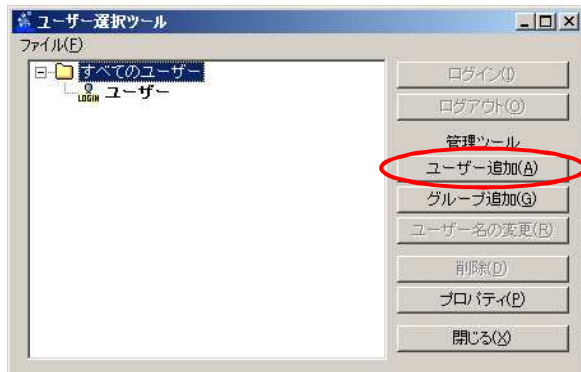 ユーザー選択ツール
ファイル(F)
すべてのユーザー
LOGIN ユーザー
ログイン(I)
ログアウト(O)
管理ツール
ユーザー追加(A)
グループ追加(G)
ユーザー名の変更(R)
削除(D)
プロパティ(P)
閉じる(X)